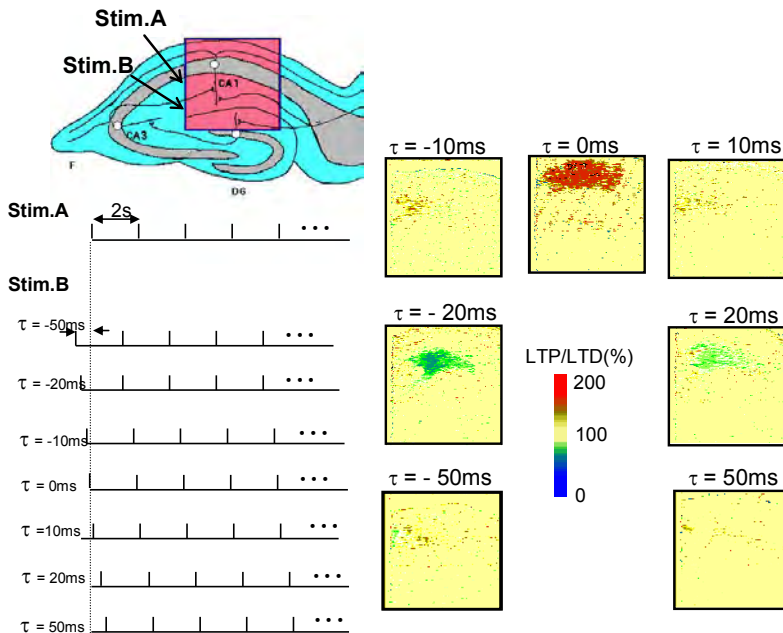 Stim.A
Stim.B
CA1
CA3
F
DG
Stim.A
2s
Stim.B
τ = -50ms
τ = -20ms
τ = -10ms
τ = 0ms
τ =10ms
τ = 20ms
τ = 50ms
τ = -10ms
τ = 0ms
τ = 10ms
τ = - 20ms
τ = 20ms
LTP/LTD(%)
200
100
0
τ = - 50ms
τ = 50ms